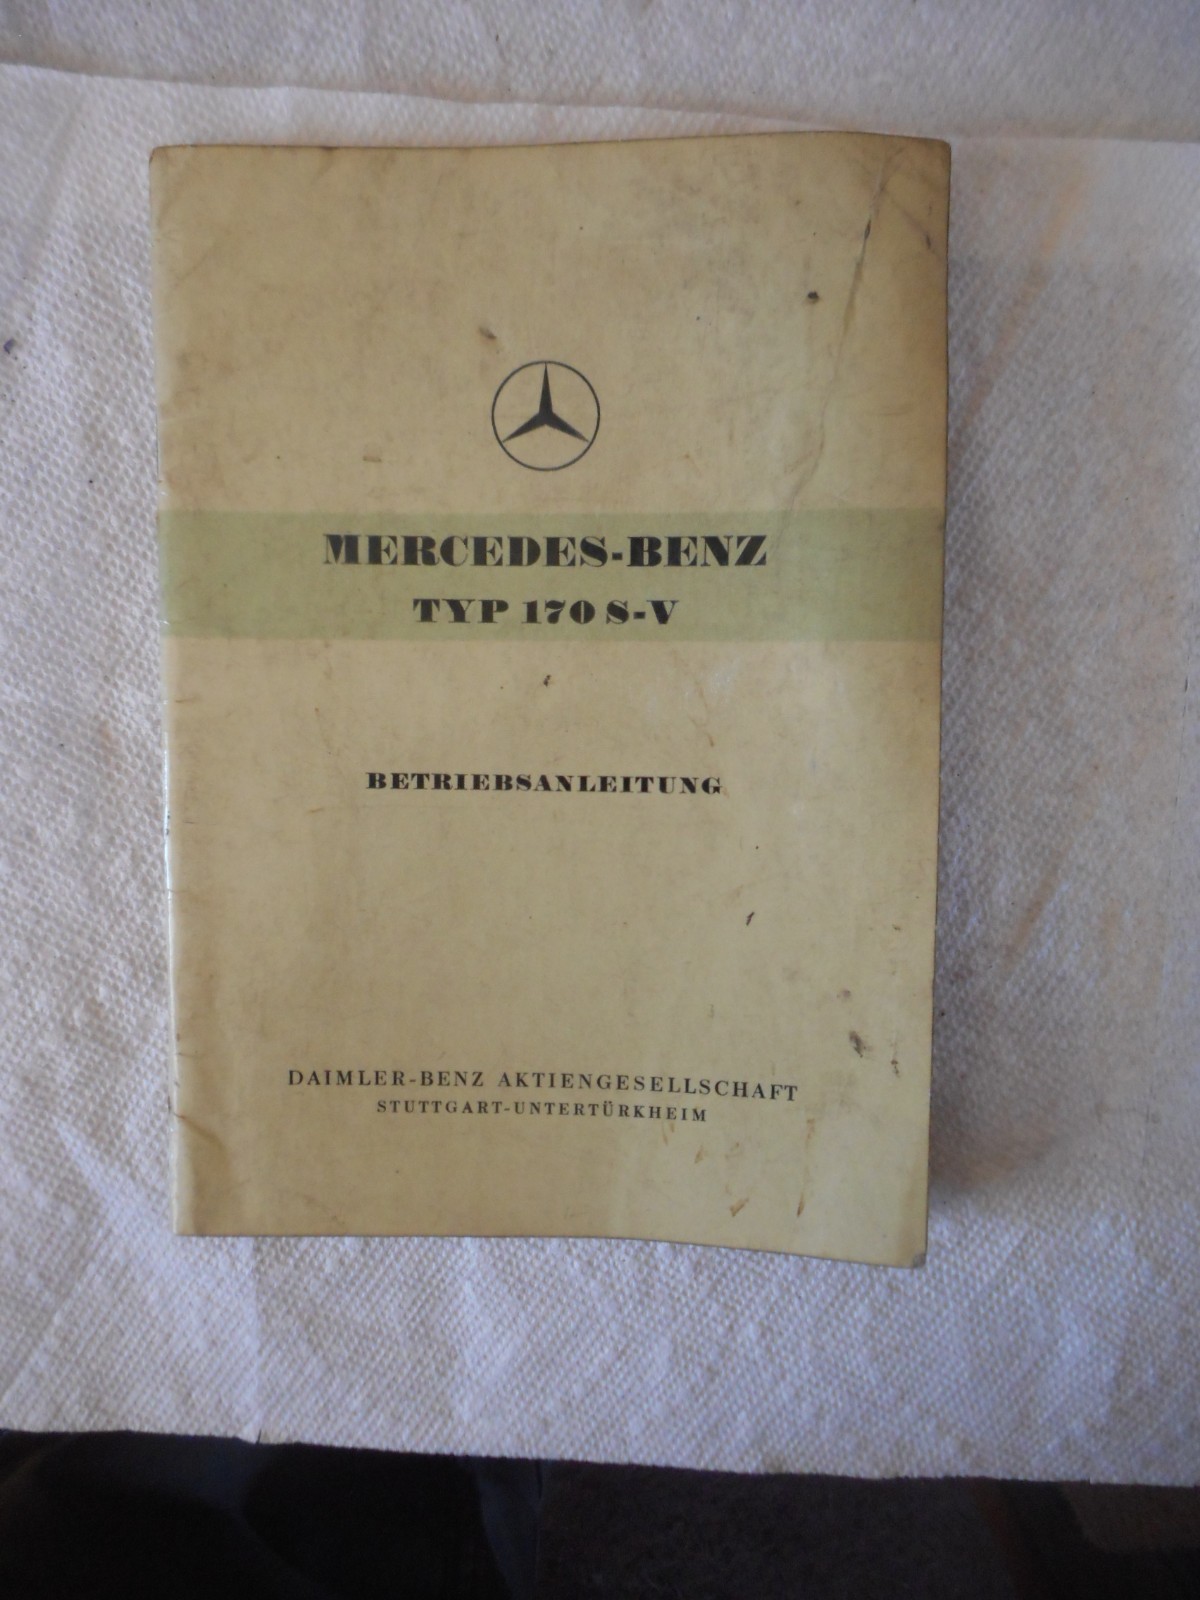 MERCEDES-BENZ
TYP 170 S-V
BETRIEBSANLEITUNG
DAIMLER-BENZ AKTIENGESELLSCHAFT
STUTTGART-UNTERTÜRKHEIM